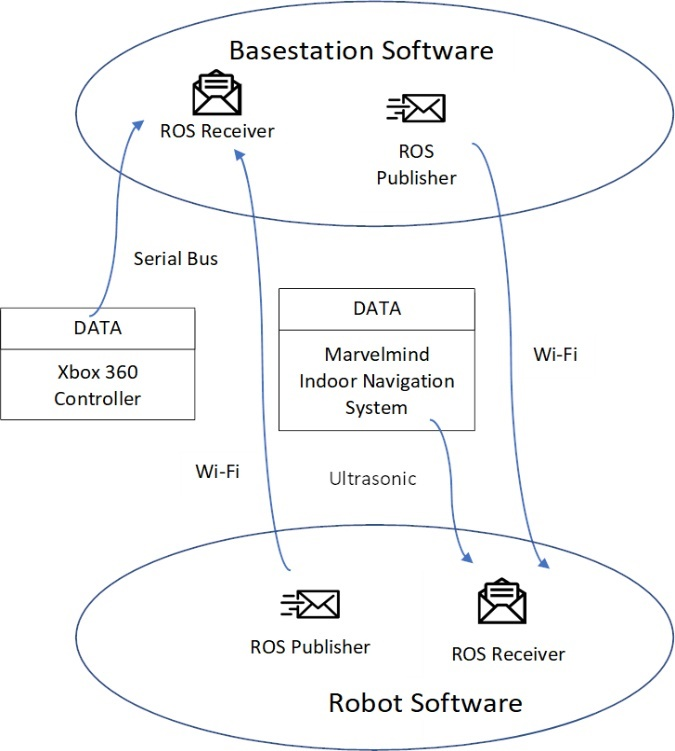 Basestation Software
ROS Receiver
ROS
Publisher
Serial Bus
DATA
Xbox 360
Controller
DATA
Marvelmind
Indoor Navigation
System
Wi-Fi
Wi-Fi
Ultrasonic
ROS Publisher
ROS Receiver
Robot Software